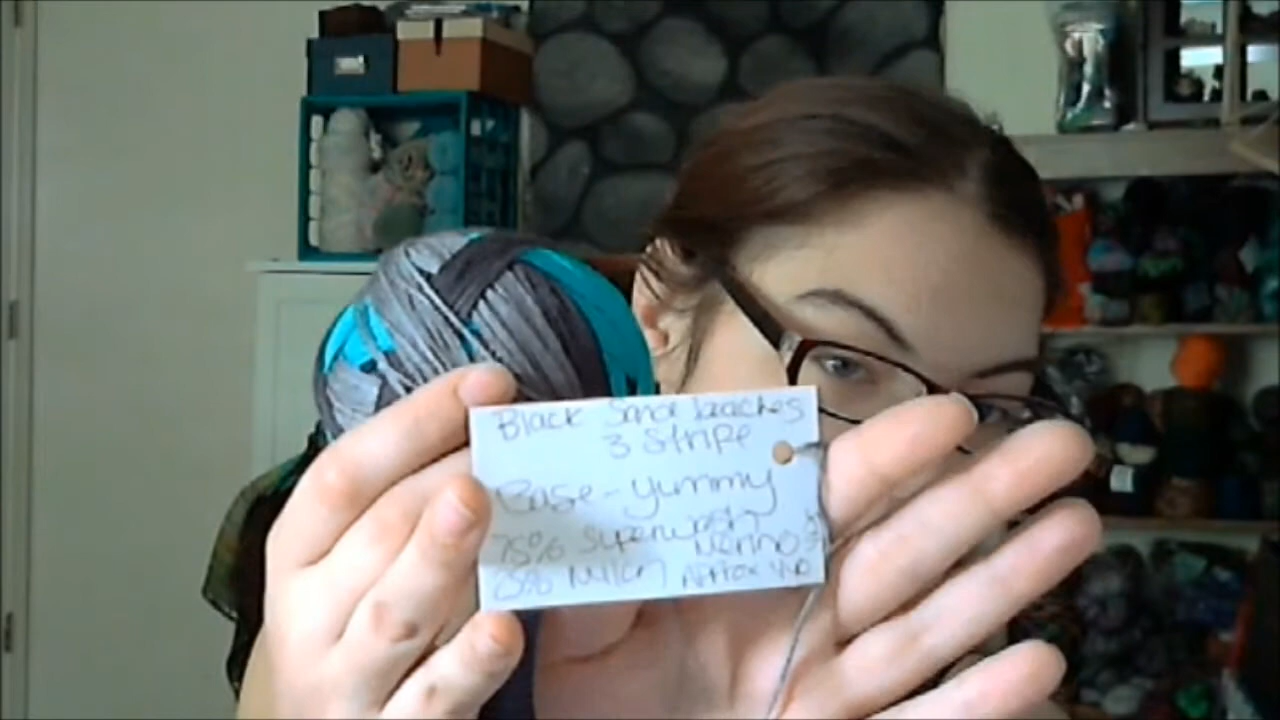 Black Sand beaches
3 Stripe
Base - yummy
75% Superwash
Merino
25% Nylon Approx